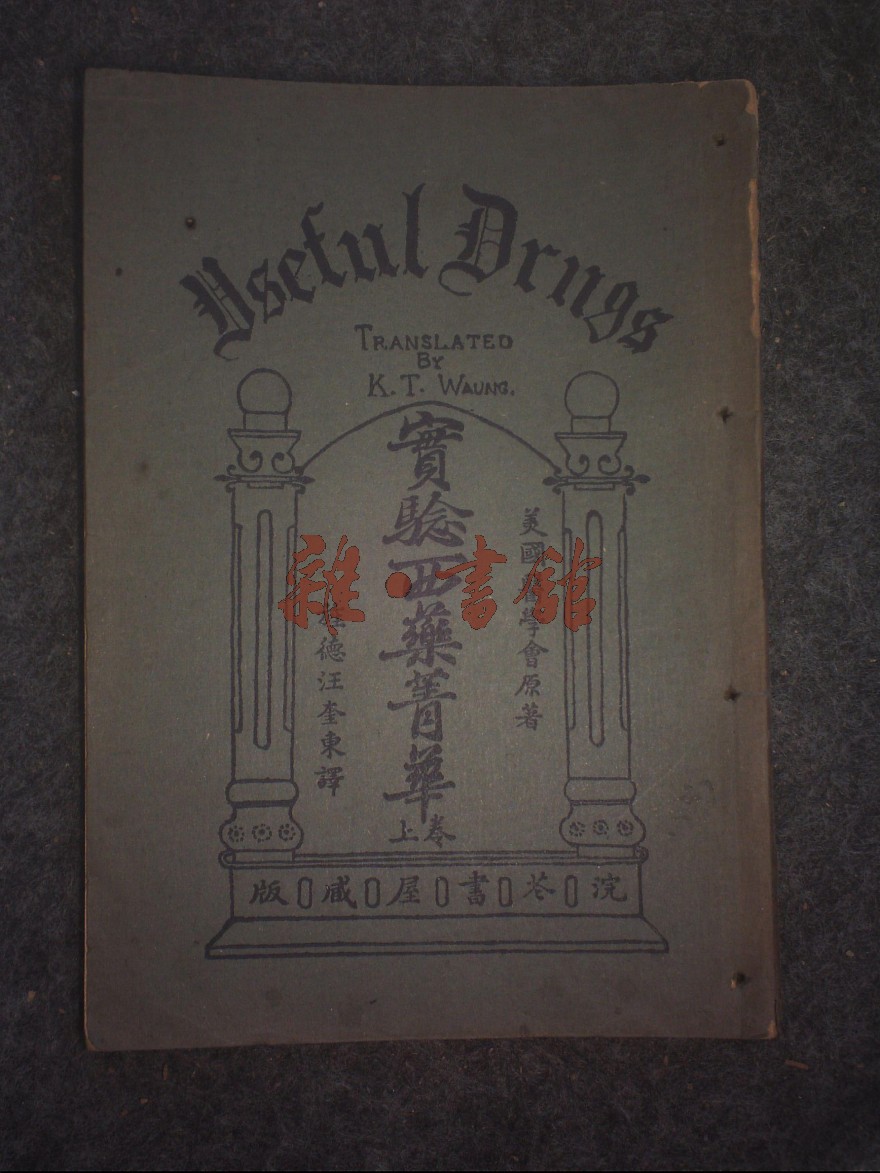 Useful Drugs
TRANSLATED
BY
K. T. WAUNG.
實驗西藥菁華
上卷
美國醫學會原著
德汪奎東譯
浣花書屋藏版
雜·書館